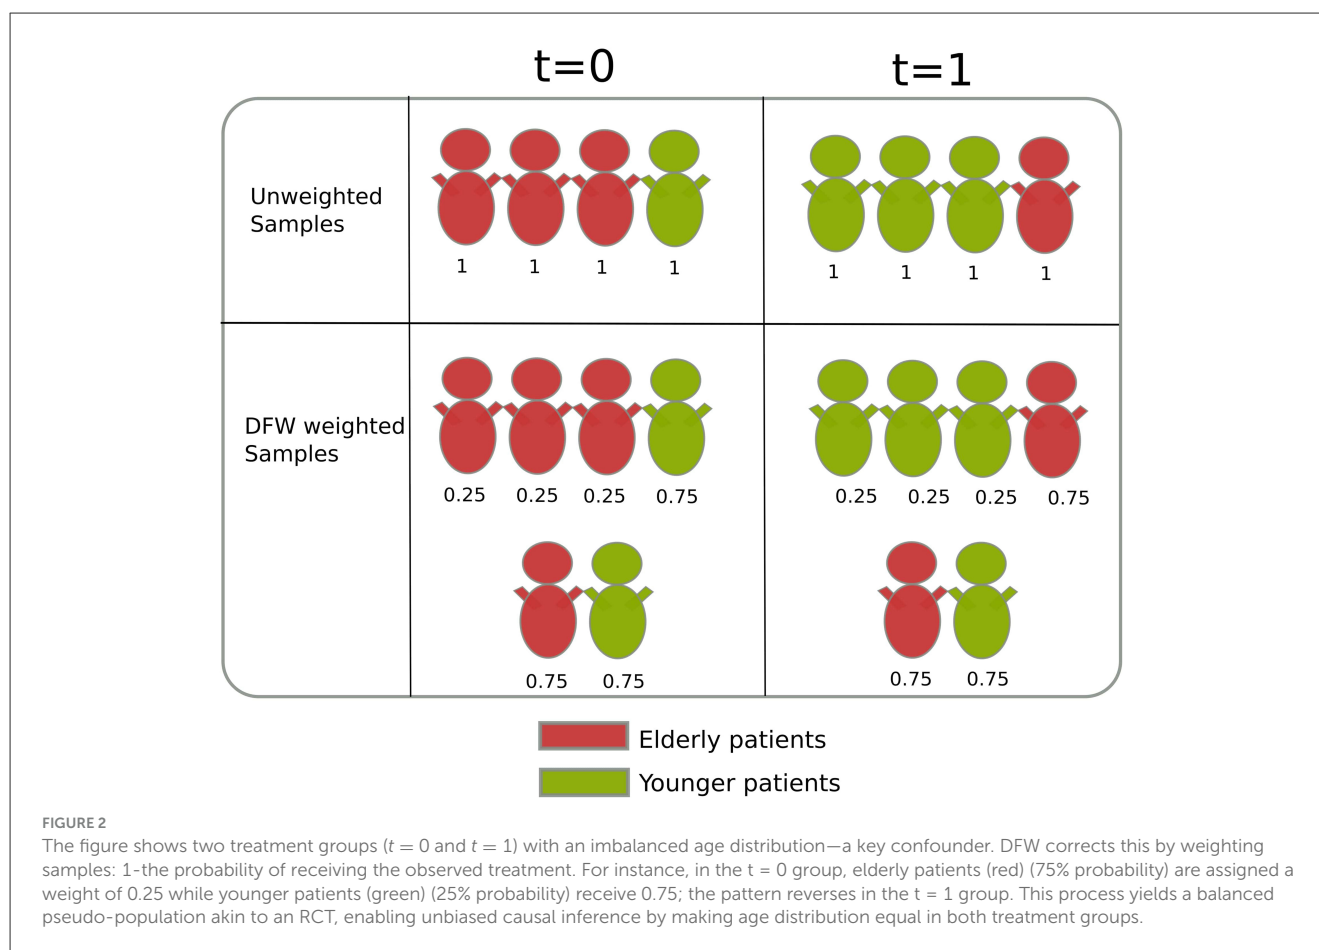 t=0 t=1
Unweighted
Samples
1 1 1 1 1 1 1 1
DFW weighted
Samples
0.25 0.25 0.25 0.75 0.25 0.25 0.25 0.75
0.75 0.75 0.75 0.75
Elderly patients
Younger patients
FIGURE 2
The figure shows two treatment groups (t = 0 and t = 1) with an imbalanced age distribution—a key confounder. DFW corrects this by weighting
samples: 1-the probability of receiving the observed treatment. For instance, in the t = 0 group, elderly patients (red) (75% probability) are assigned a
weight of 0.25 while younger patients (green) (25% probability) receive 0.75; the pattern reverses in the t = 1 group. This process yields a balanced
pseudo-population akin to an RCT, enabling unbiased causal inference by making age distribution equal in both treatment groups.